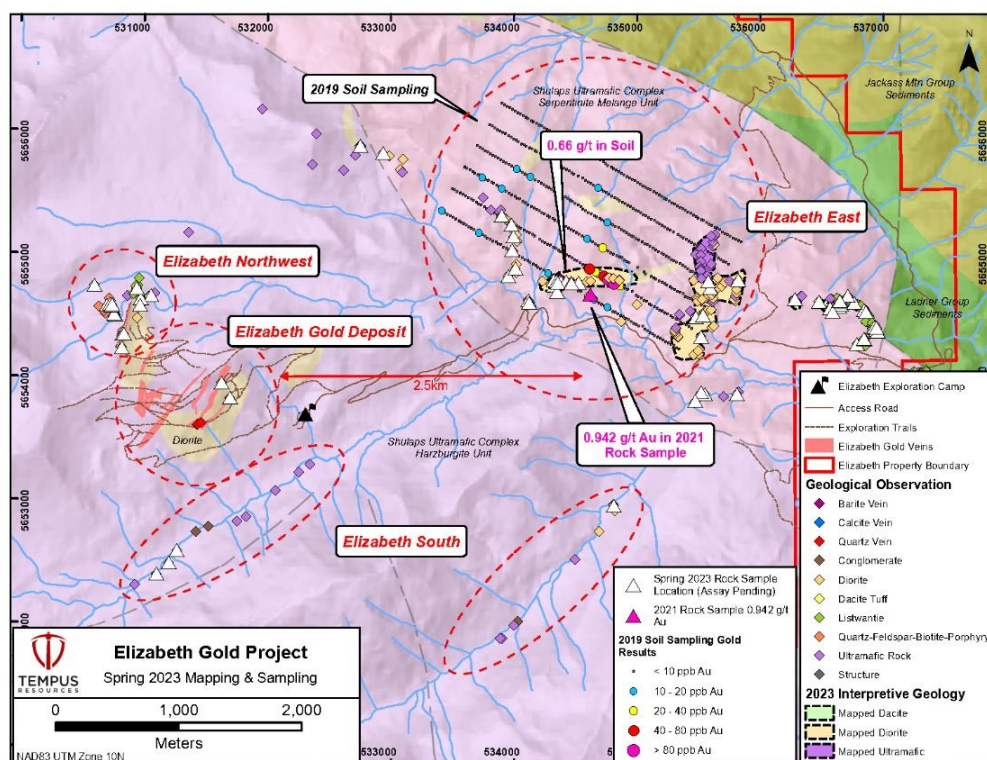 531000
532000
533000
534000
535000
536000
537000
N
2019 Soil Sampling
Shulaps Ultramafic Complex
Serpentinite Melange Unit
Jackass Mtn Group
Sediments
0.66 g/t in Soil
Elizabeth East
Elizabeth Northwest
Elizabeth Gold Deposit
Ladner Group
Sediments
2.5km
Diorite
Shulaps Ultramafic Complex
Harzburgite Unit
0.942 g/t Au in 2021
Rock Sample
Elizabeth South
5656000
5655000
5654000
5653000
5656000
5655000
Elizabeth Exploration Camp
Access Road
Exploration Trails
Elizabeth Gold Veins
Elizabeth Property Boundary
Geological Observation
Barite Vein
Calcite Vein
Quartz Vein
Conglomerate
Diorite
Dacite Tuff
Listwantie
Quartz-Feldspar-Biotite-Porphyry
Ultramafic Rock
Structure
2023 Interpretive Geology
Mapped Dacite
Mapped Diorite
Mapped Ultramafic
Spring 2023 Rock Sample
Location (Assay Pending)
2021 Rock Sample 0.942 g/t
Au
2019 Soil Sampling Gold
Results
< 10 ppb Au
10 - 20 ppb Au
20 - 40 ppb Au
40 - 80 ppb Au
> 80 ppb Au
TEMPUS
RESOURCES
Elizabeth Gold Project
Spring 2023 Mapping & Sampling
0
1,000
2,000
Meters
NAD83 UTM Zone 10N
533000
534000